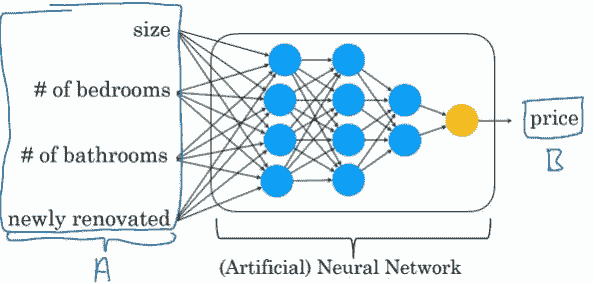 size
# of bedrooms
# of bathrooms
newly renovated
A
(Artificial) Neural Network
price
B